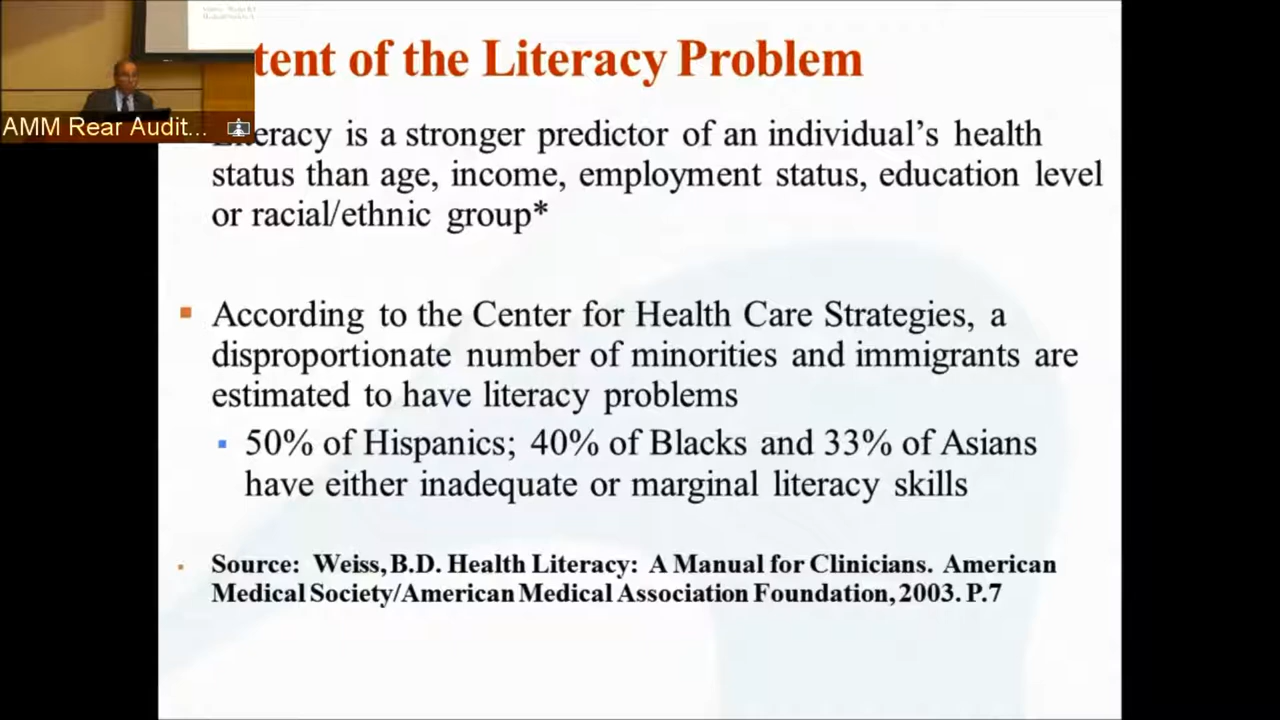 tent of the Literacy Problem
AMM Rear Audit...
Literacy is a stronger predictor of an individual's health
status than age, income, employment status, education level
or racial/ethnic group*
According to the Center for Health Care Strategies, a
disproportionate number of minorities and immigrants are
estimated to have literacy problems
50% of Hispanics; 40% of Blacks and 33% of Asians
have either inadequate or marginal literacy skills
Source: Weiss, B.D. Health Literacy: A Manual for Clinicians. American
Medical Society/American Medical Association Foundation, 2003. P.7